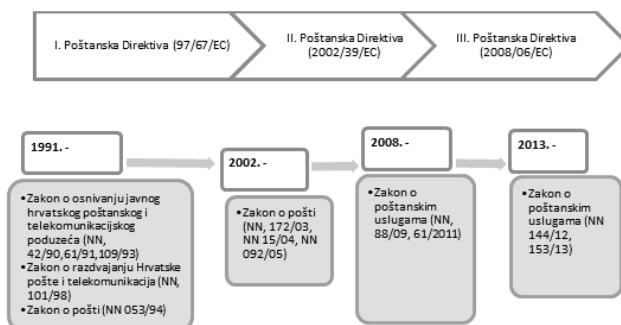 I. Poštanska Direktiva (97/67/EC)
II. Poštanska Direktiva
(2002/39/EC)
III. Poštanska Direktiva
(2008/06/EC)
1991. -
•Zakon o osnivanju javnog
hrvatskog poštanskog i
telekomunikacijskog
poduzeća (NN,
42/90,61/91,109/93)
•Zakon o razdvajanju Hrvatske
pošte i telekomunikacija (NN,
101/98)
•Zakon o pošti (NN 053/94)
2002. -
•Zakon o pošti
(NN, 172/03,
NN 15/04, NN
092/05)
2008. -
•Zakon o
poštanskim
uslugama (NN,
88/09, 61/2011)
2013. -
•Zakon o
poštanskim
uslugama (NN
144/12,
153/13)